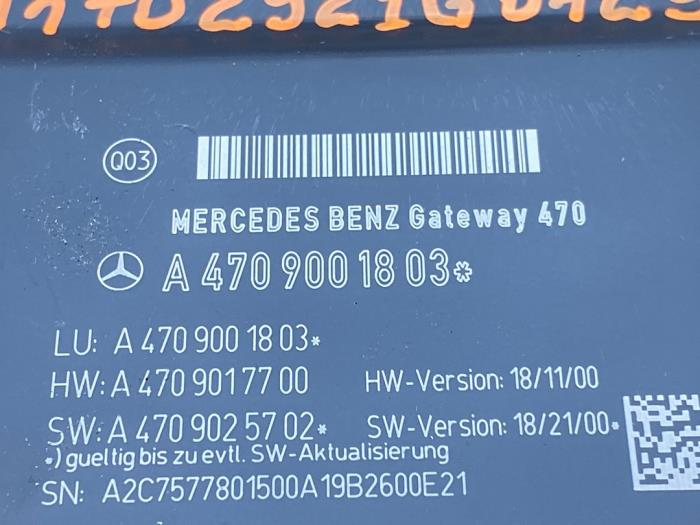 Q03
MERCEDES BENZ Gateway 470
A 470 900 18 03*
LU: A 470 900 18 03*
HW: A 470 901 77 00 HW-Version: 18/11/00
SW: A 470 902 57 02* SW-Version: 18/21/00*
*) gueltig bis zu evtl. SW-Aktualisierung
SN: A2C7577801500A19B2600E21